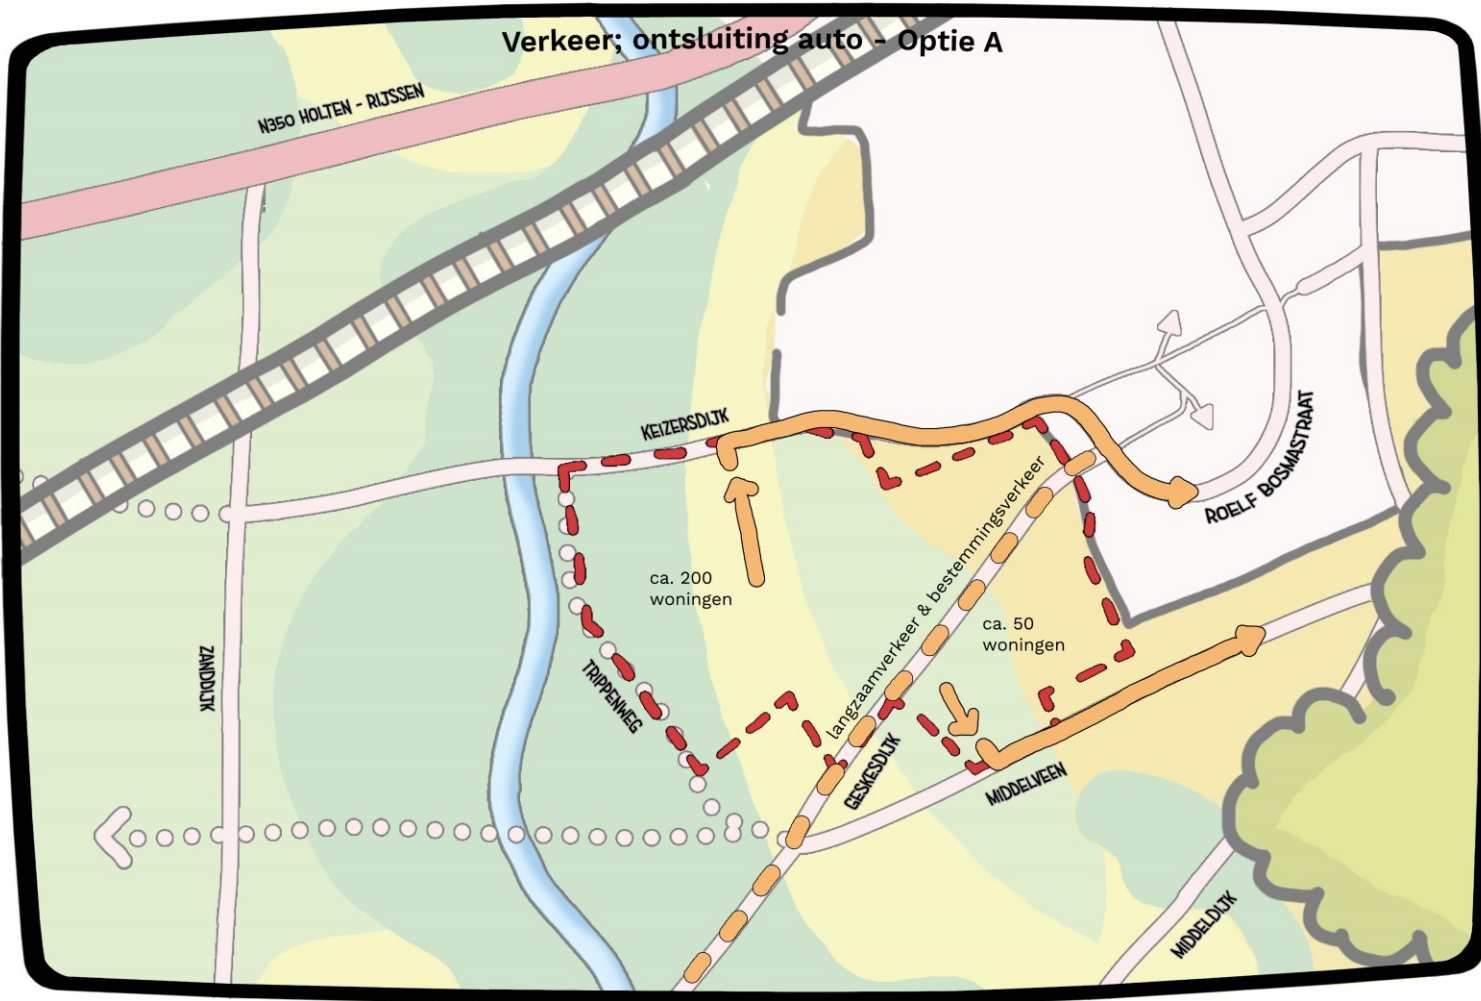 Verkeer; ontsluiting auto - Optie A
N350 HOLTEN - RIJSSEN
KEIZERSDIJK
ROELF BOSMASTRAAT
langzaamverkeer & bestemmingsverkeer
ca. 200
woningen
ca. 50
woningen
ZANDDIJK
TRIPPENWEG
GESKESDIJK
MIDDELVEEN
MIDDELDIJK